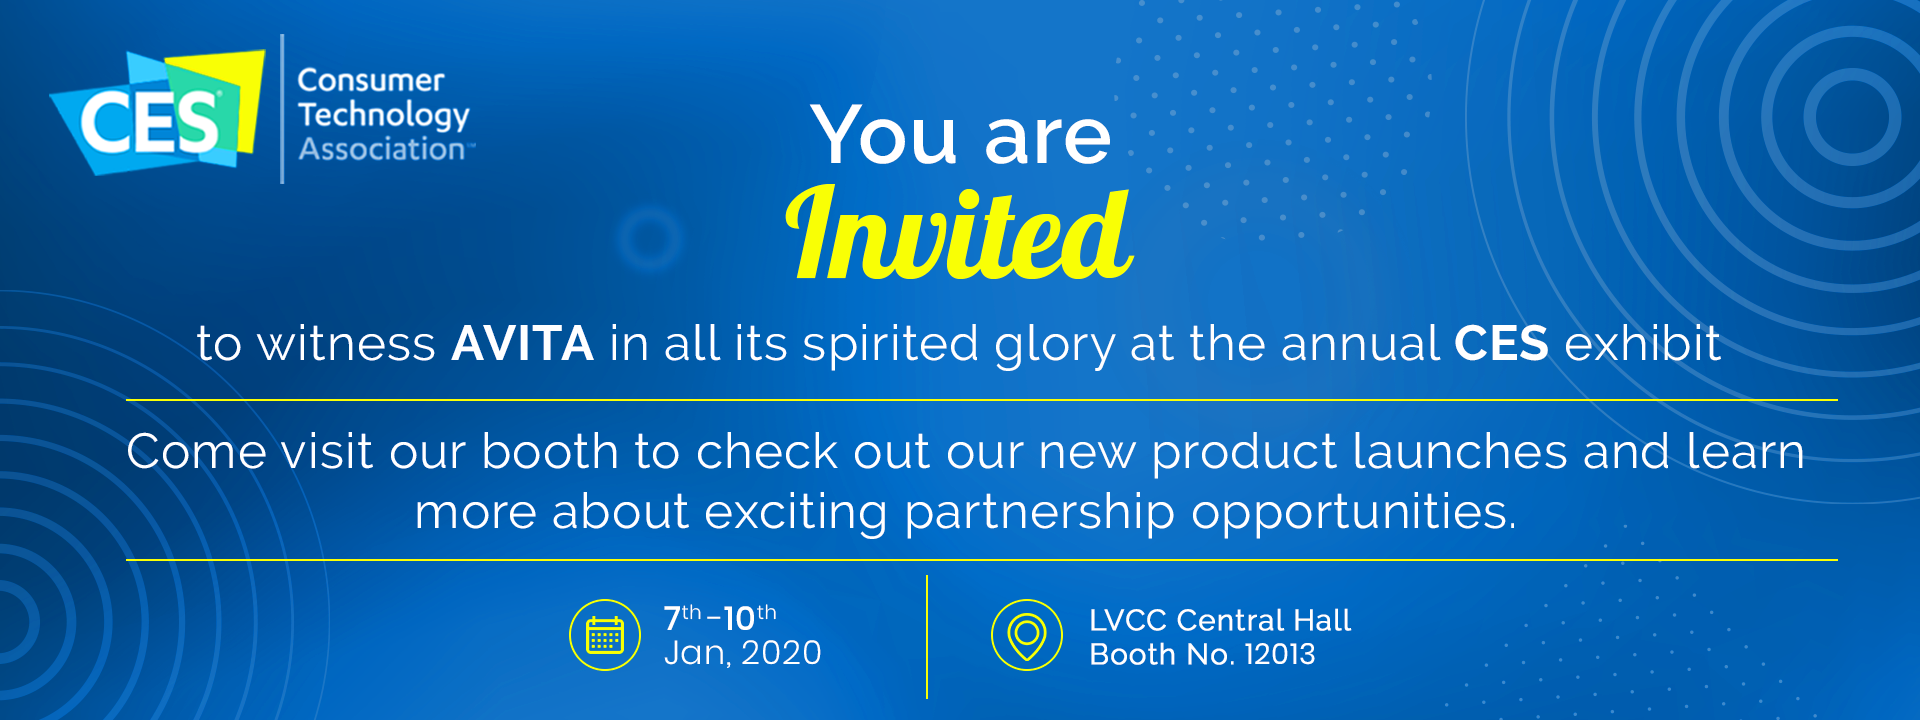 CES®
Consumer
Technology
Association™
You are
Invited
to witness AVITA in all its spirited glory at the annual CES exhibit
Come visit our booth to check out our new product launches and learn
more about exciting partnership opportunities.
7th-10th
Jan, 2020
LVCC Central Hall
Booth No. 12013